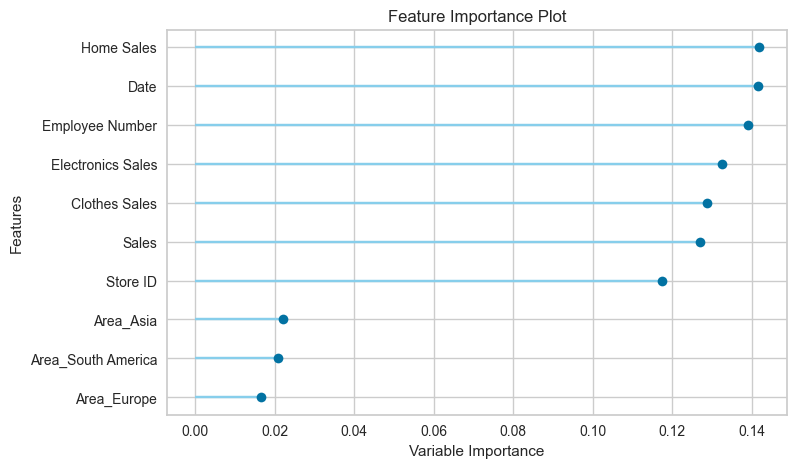 Feature Importance Plot
Home Sales
Date
Employee Number
Electronics Sales
Clothes Sales
Sales
Store ID
Area_Asia
Area_South America
Area_Europe
Features
0.00 0.02 0.04 0.06 0.08 0.10 0.12 0.14
Variable Importance